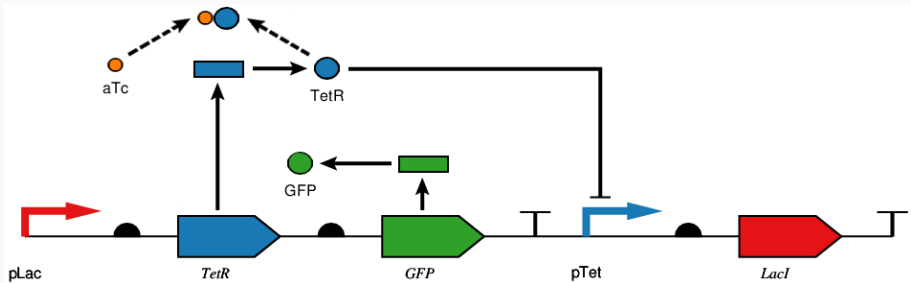 aTc
TetR
GFP
pLac
TetR
GFP
pTet
LacI